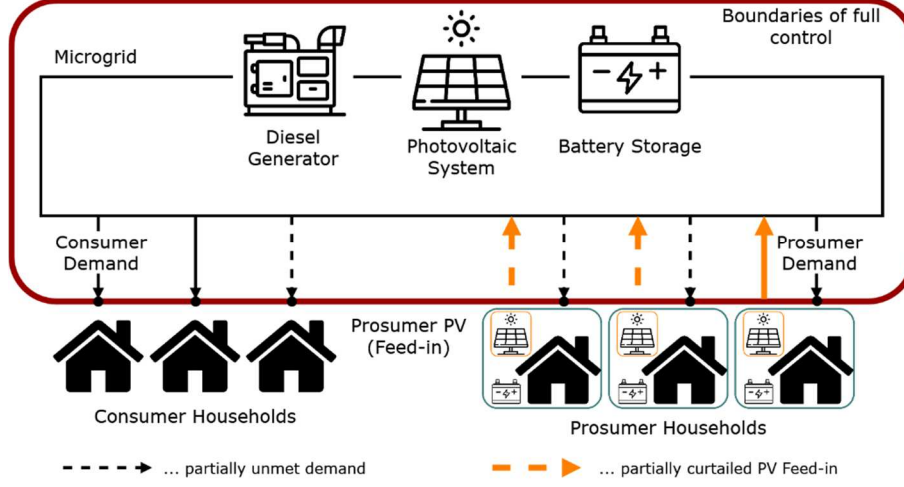 Boundaries of full
control
Microgrid
Diesel
Generator
Photovoltaic
System
Battery Storage
Consumer
Demand
Prosumer
Demand
Prosumer PV
(Feed-in)
Consumer Households
Prosumer Households
... partially unmet demand
... partially curtailed PV Feed-in